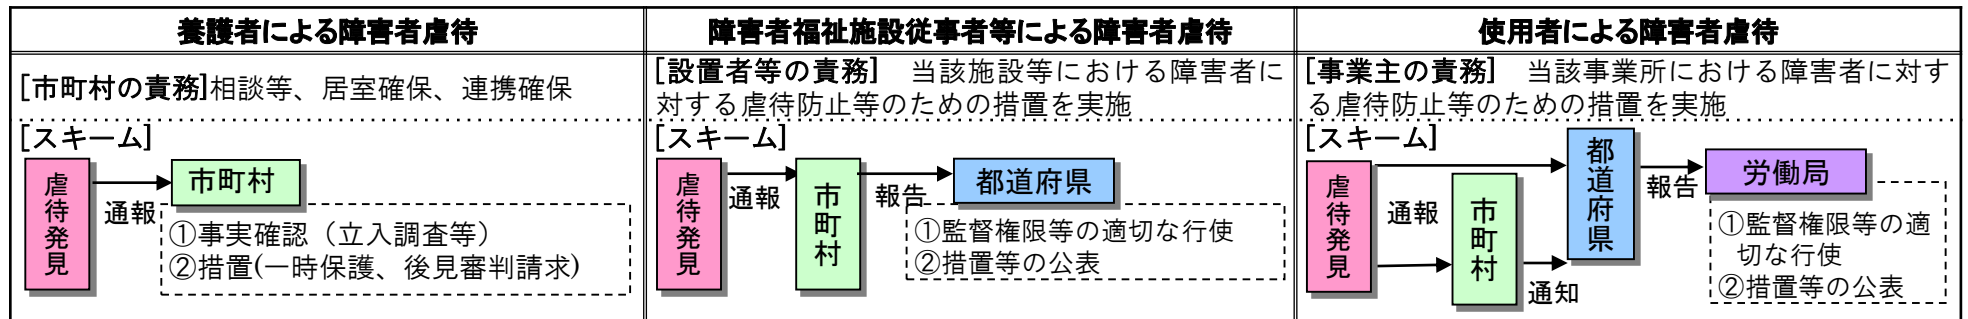 養護者による障害者虐待
[市町村の責務]相談等、居室確保、連携確保
[スキーム]
虐待発見
通報
市町村
①事実確認（立入調査等）
②措置(一時保護、後見審判請求)
障害者福祉施設従事者等による障害者虐待
[設置者等の責務]　当該施設等における障害者に
対する虐待防止等のための措置を実施
[スキーム]
虐待発見
通報
市町村
報告
都道府県
①監督権限等の適切な行使
②措置等の公表
使用者による障害者虐待
[事業主の責務]　当該事業所における障害者に対す
る虐待防止等のための措置を実施
[スキーム]
虐待発見
通報
市町村
通知
都道府県
報告
労働局
①監督権限等の適
切な行使
②措置等の公表